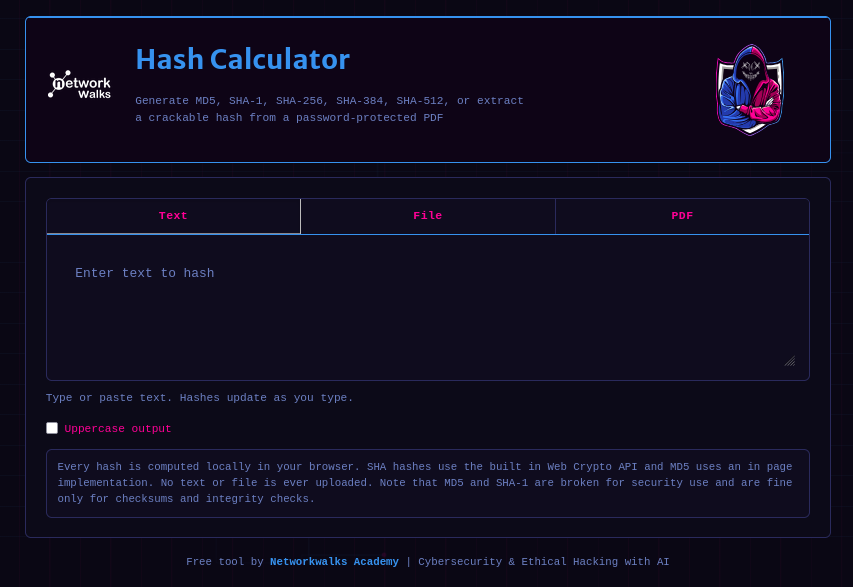 network
Walks
Hash Calculator
Generate MD5, SHA-1, SHA-256, SHA-384, SHA-512, or extract
a crackable hash from a password-protected PDF
Text
File
PDF
Enter text to hash
Type or paste text. Hashes update as you type.
Uppercase output
Every hash is computed locally in your browser. SHA hashes use the built in Web Crypto API and MD5 uses an in page
implementation. No text or file is ever uploaded. Note that MD5 and SHA-1 are broken for security use and are fine
only for checksums and integrity checks.
Free tool by Networkwalks Academy | Cybersecurity & Ethical Hacking with AI